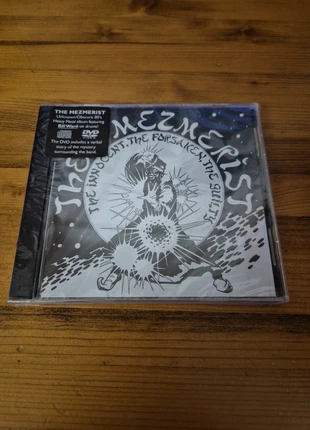 THE MEZMERIST
Unknown/Obscure 80's
Heavy Metal album featuring
Bill Ward on drums!
DVD
The DVD includes a verbal
story of the mystery
surrounding the band.
THE MEZMERIST
THE INNOCENT, THE FORSAKEN, THE GUILTY